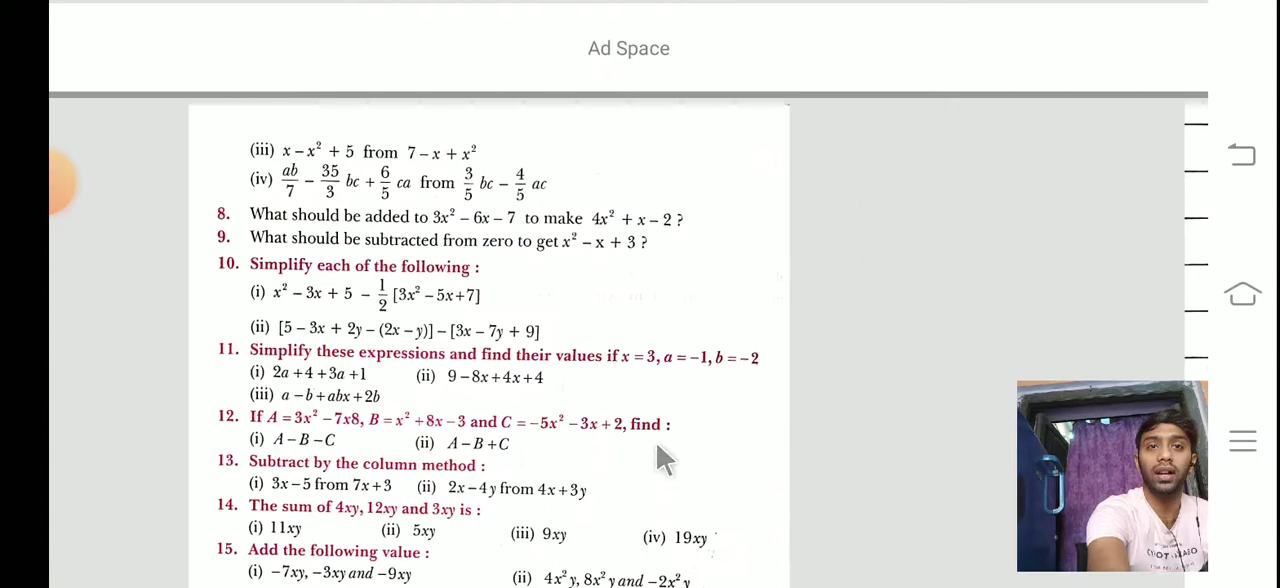 Ad Space
(iii) x – x² + 5 from 7 – x + x²
(iv) ab/7 – 35/3 bc + 6/5 ca from 3/5 bc – 4/5 ac
8. What should be added to 3x² – 6x – 7 to make 4x² + x – 2 ?
9. What should be subtracted from zero to get x² – x + 3 ?
10. Simplify each of the following :
(i) x² – 3x + 5 – 1/2 [3x² – 5x+7]
(ii) [5 – 3x + 2y – (2x – y)] – [3x – 7y + 9]
11. Simplify these expressions and find their values if x = 3, a = –1, b = –2
(i) 2a +4 +3a +1 (ii) 9 –8x +4x +4
(iii) a –b +abx +2b
12. If A = 3x² – 7x8, B = x² +8x –3 and C = –5x² –3x +2, find :
(i) A – B – C (ii) A – B + C
13. Subtract by the column method :
(i) 3x–5 from 7x+3 (ii) 2x – 4y from 4x +3y
14. The sum of 4xy, 12xy and 3xy is :
(i) 11xy (ii) 5xy (iii) 9xy (iv) 19xy
15. Add the following value :
(i) –7xy, –3xy and –9xy (ii) 4x²y, 8x²y and –2x²y